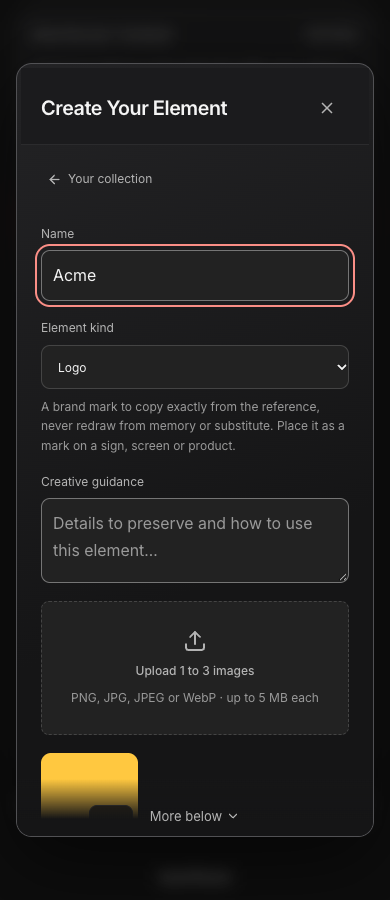 Create Your Element
Your collection
Name
Acme
Element kind
Logo
A brand mark to copy exactly from the reference,
never redraw from memory or substitute. Place it as a
mark on a sign, screen or product.
Creative guidance
Details to preserve and how to use
this element...
Upload 1 to 3 images
PNG, JPG, JPEG or WebP · up to 5 MB each
More below